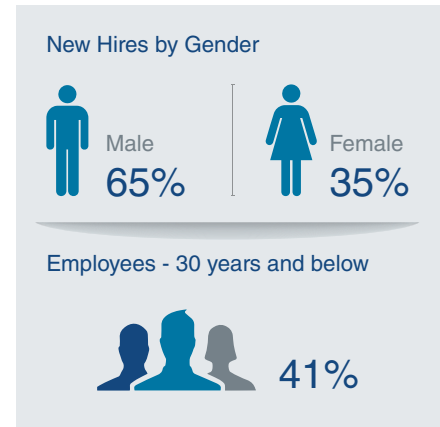 New Hires by Gender
Male
65%
Female
35%
Employees - 30 years and below
41%